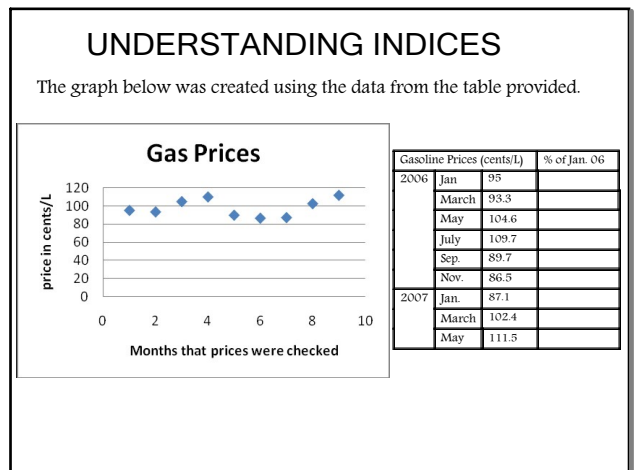 UNDERSTANDING INDICES
The graph below was created using the data from the table provided.
Gas Prices
price in cents/L
120
100
80
60
40
20
0
0 2 4 6 8 10
Months that prices were checked
Gasoline Prices (cents/L) % of Jan. 06
2006 Jan 95
March 93.3
May 104.6
July 109.7
Sep. 89.7
Nov. 86.5
2007 Jan. 87.1
March 102.4
May 111.5